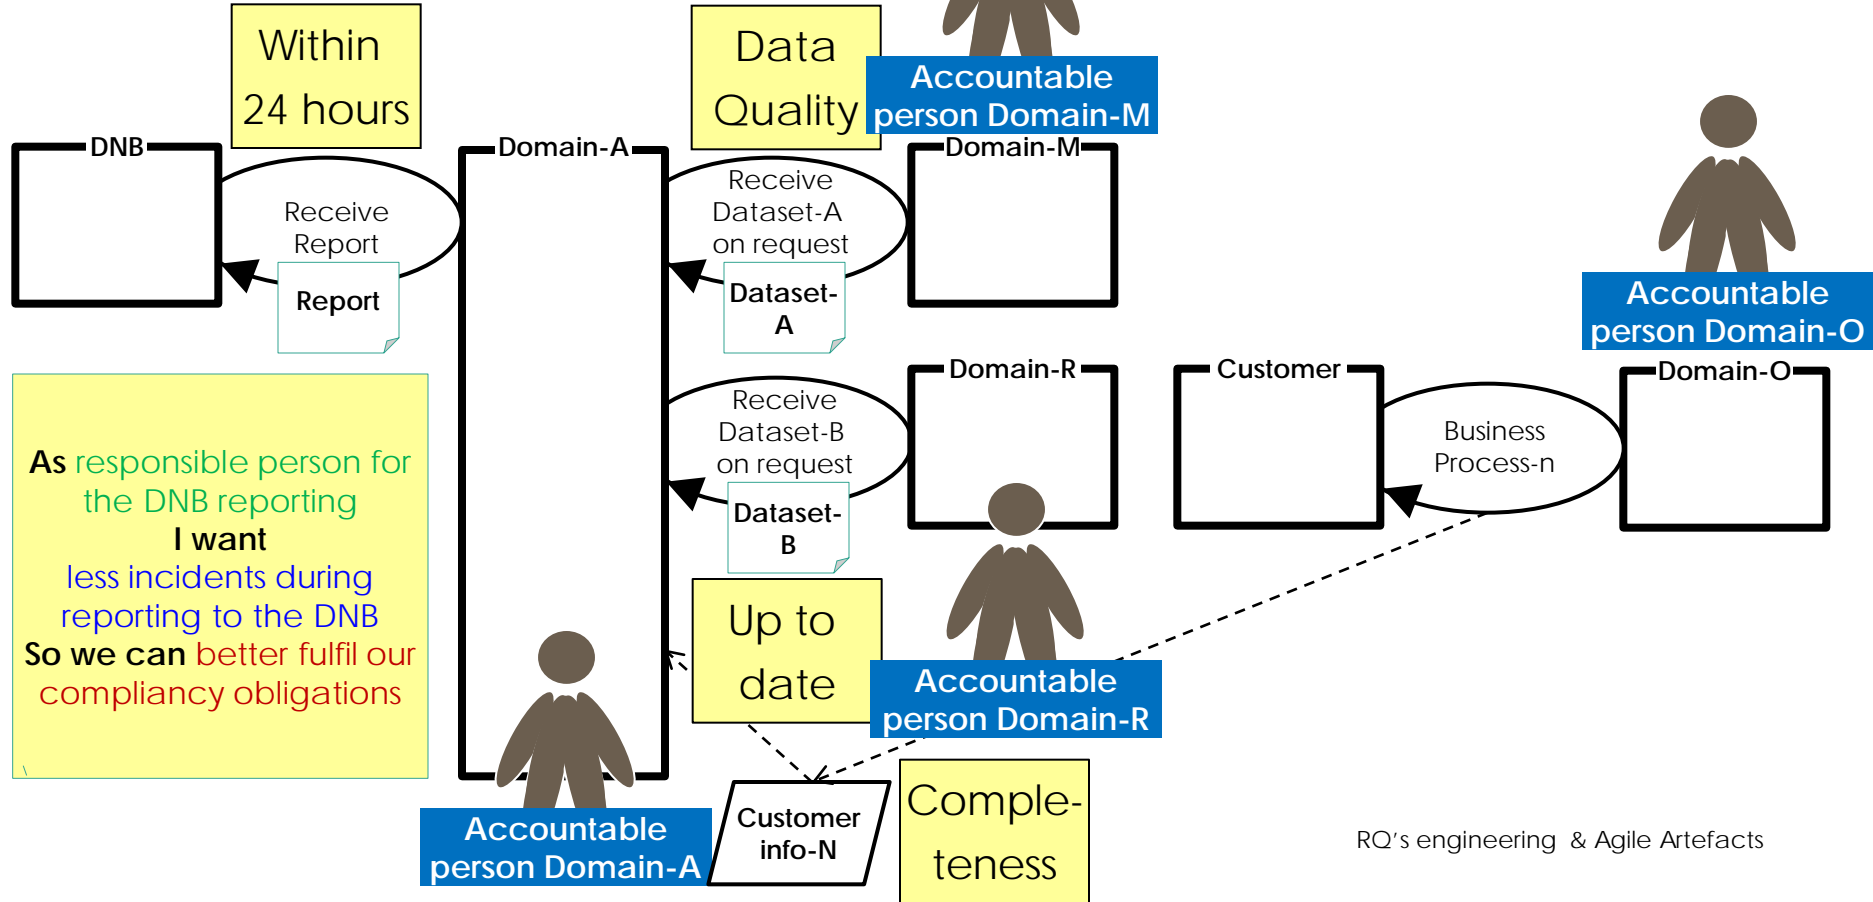 Within
24 hours
Data
Quality
Accountable
person Domain-M
DNB
Domain-A
Domain-M
Receive
Report
Report
Receive
Dataset-A
on request
Dataset-
A
Accountable
person Domain-O
Domain-R
Customer
Domain-O
Receive
Dataset-B
on request
Dataset-
B
Business
Process-n
As responsible person for
the DNB reporting
I want
less incidents during
reporting to the DNB
So we can better fulfil our
compliancy obligations
\
Up to
date
Accountable
person Domain-R
Accountable
person Domain-A
Customer
info-N
Comple-
teness
RQ's engineering & Agile Artefacts